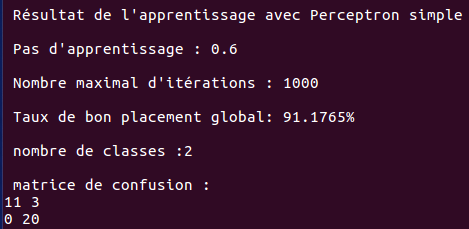 Résultat de l'apprentissage avec Perceptron simple
Pas d'apprentissage : 0.6
Nombre maximal d'itérations : 1000
Taux de bon placement global: 91.1765%
nombre de classes :2
matrice de confusion :
11 3
0 20